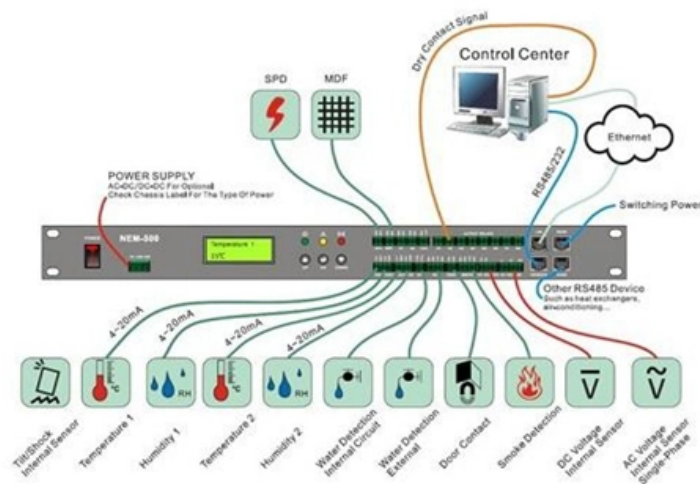 Dry Contact Signal
Control Center
SPD
MDF
Ethernet
RS485/232
POWER SUPPLY
AC-DC/DC-DC For Optional
Check Chassis Label For The Type Of Power
Switching Power
POWER
NEM-500
Temperature 1
Other RS485 Device
Such as heat exchangers,
air-conditioning...
4~20mA
4~20mA
4~20mA
4~20mA
°C
RH
°C
RH
V
V
Tilt/Shock
Internal Sensor
Temperature 1
Humidity 1
Temperature 2
Humidity 2
Water Detection
Internal Circuit
Water Detection
External
Door Contact
Smoke Detection
DC Voltage
Internal Sensor
AC Voltage
Internal Sensor
Single-Phase